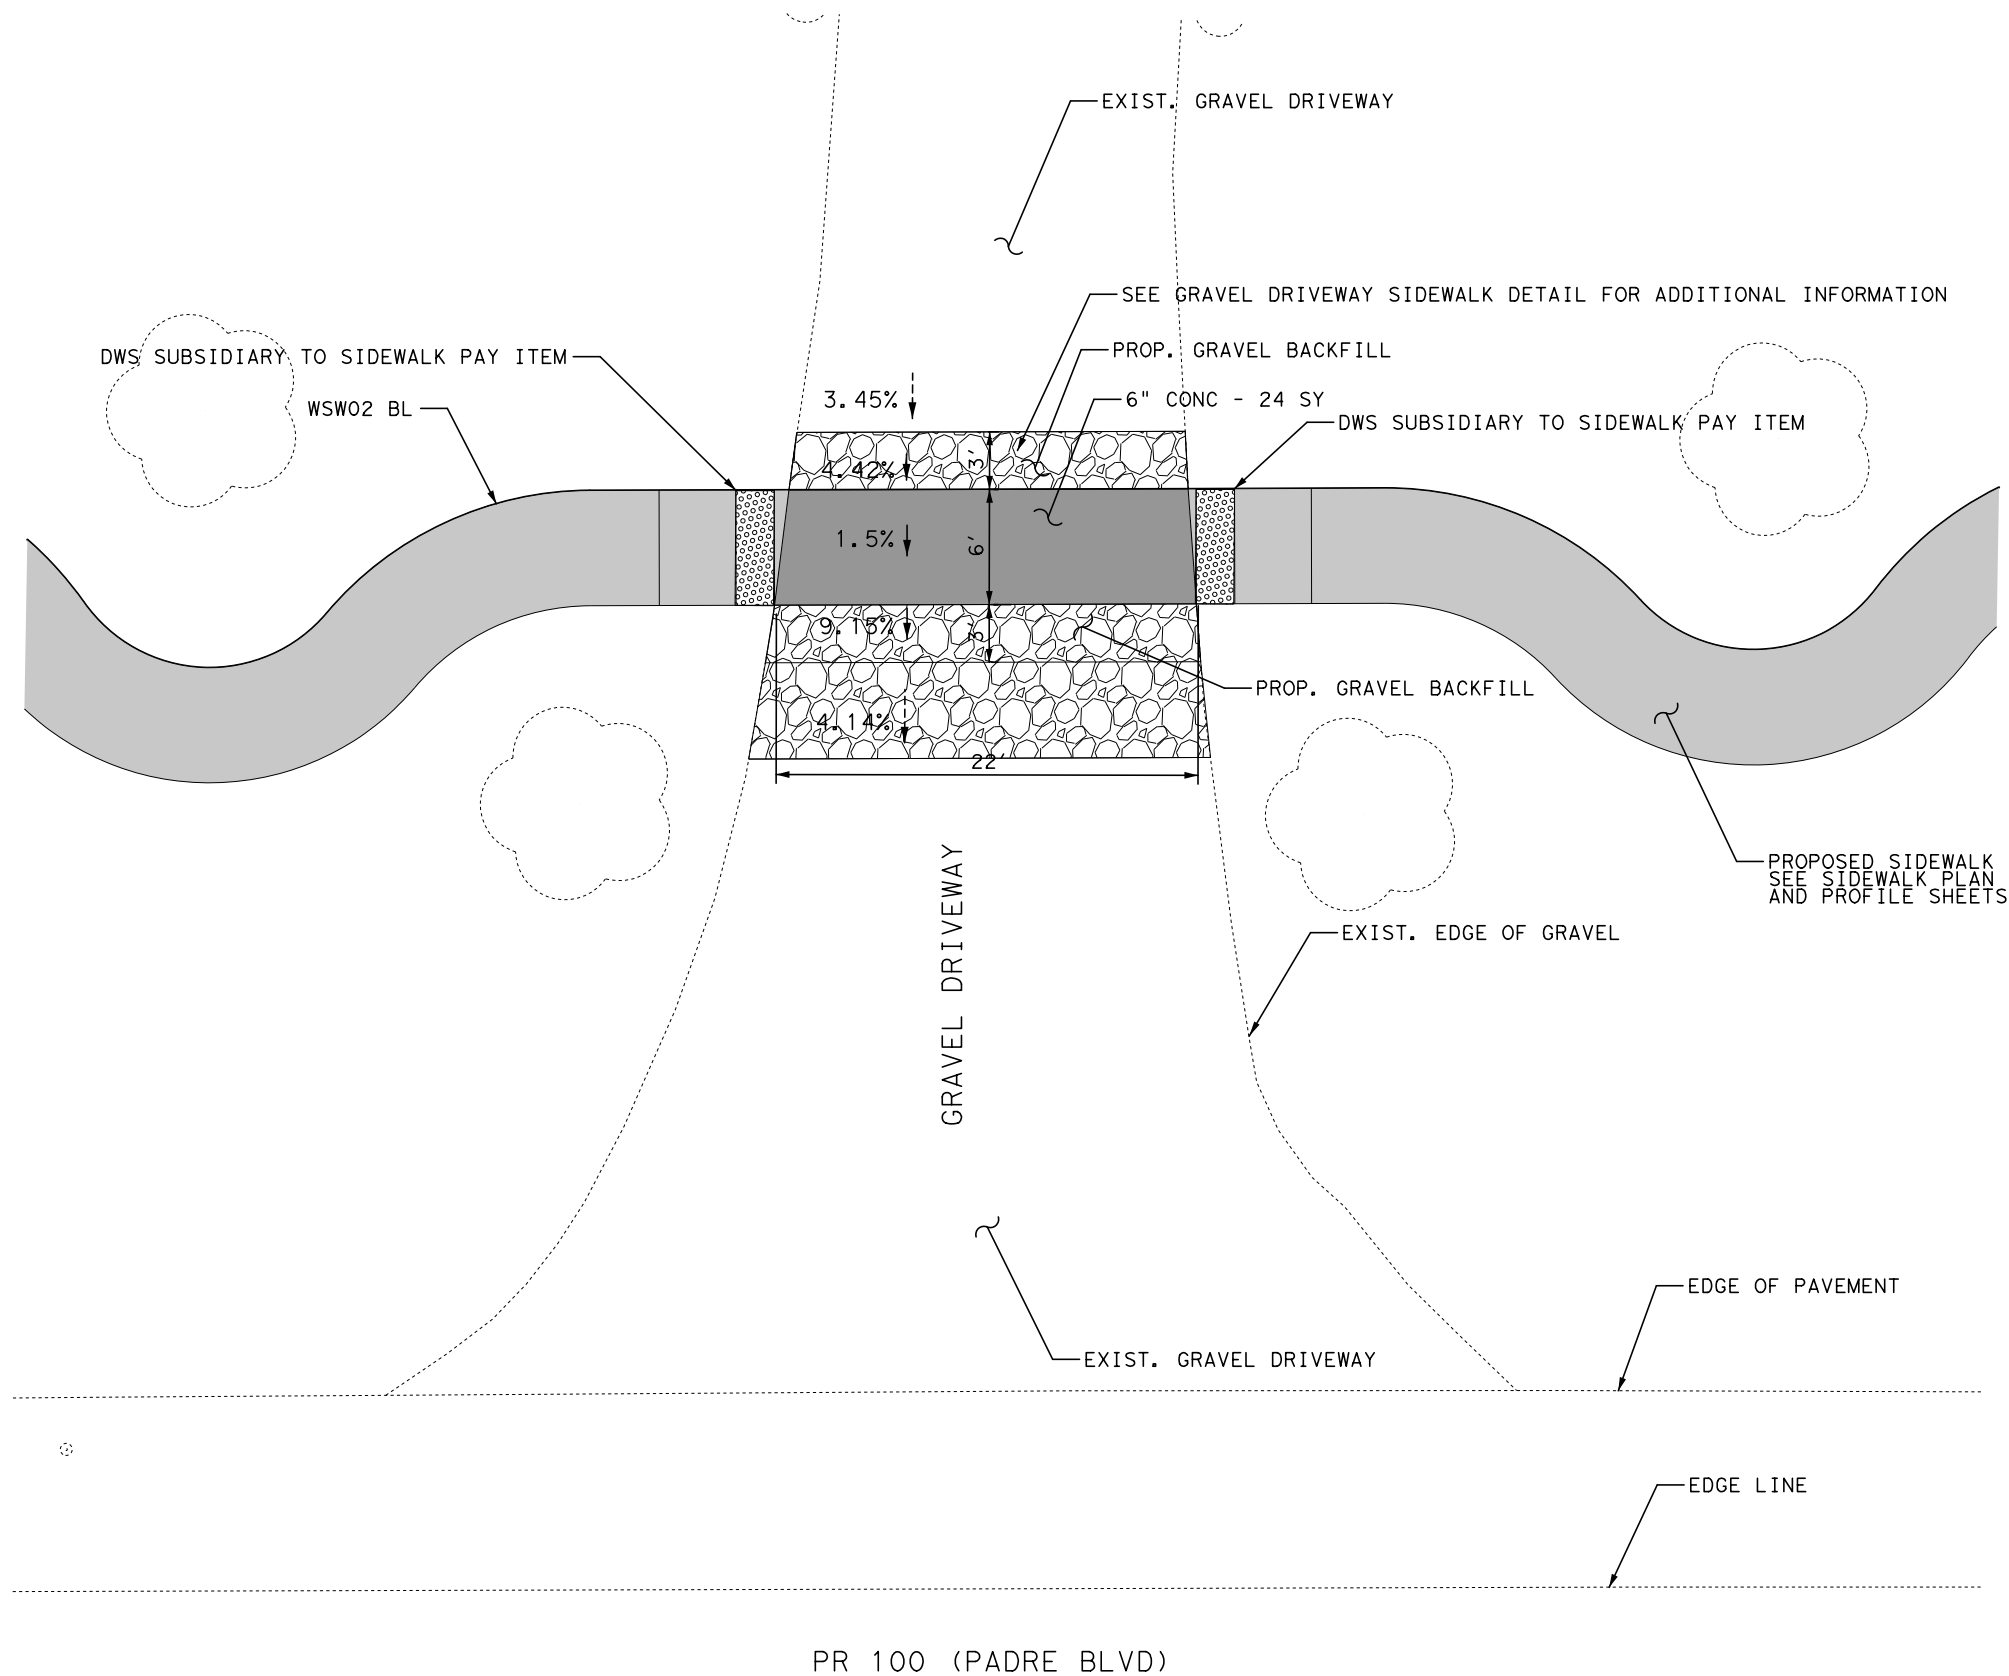 EXIST. GRAVEL DRIVEWAY
SEE GRAVEL DRIVEWAY SIDEWALK DETAIL FOR ADDITIONAL INFORMATION
DWS SUBSIDIARY TO SIDEWALK PAY ITEM
PROP. GRAVEL BACKFILL
WSW02 BL
3.45%
6" CONC - 24 SY
DWS SUBSIDIARY TO SIDEWALK PAY ITEM
4.42%
3'
1.5%
6'
9.15%
3'
PROP. GRAVEL BACKFILL
4.14%
22'
PROPOSED SIDEWALK
SEE SIDEWALK PLAN
AND PROFILE SHEETS
EXIST. EDGE OF GRAVEL
GRAVEL DRIVEWAY
EDGE OF PAVEMENT
EXIST. GRAVEL DRIVEWAY
EDGE LINE
PR 100 (PADRE BLVD)